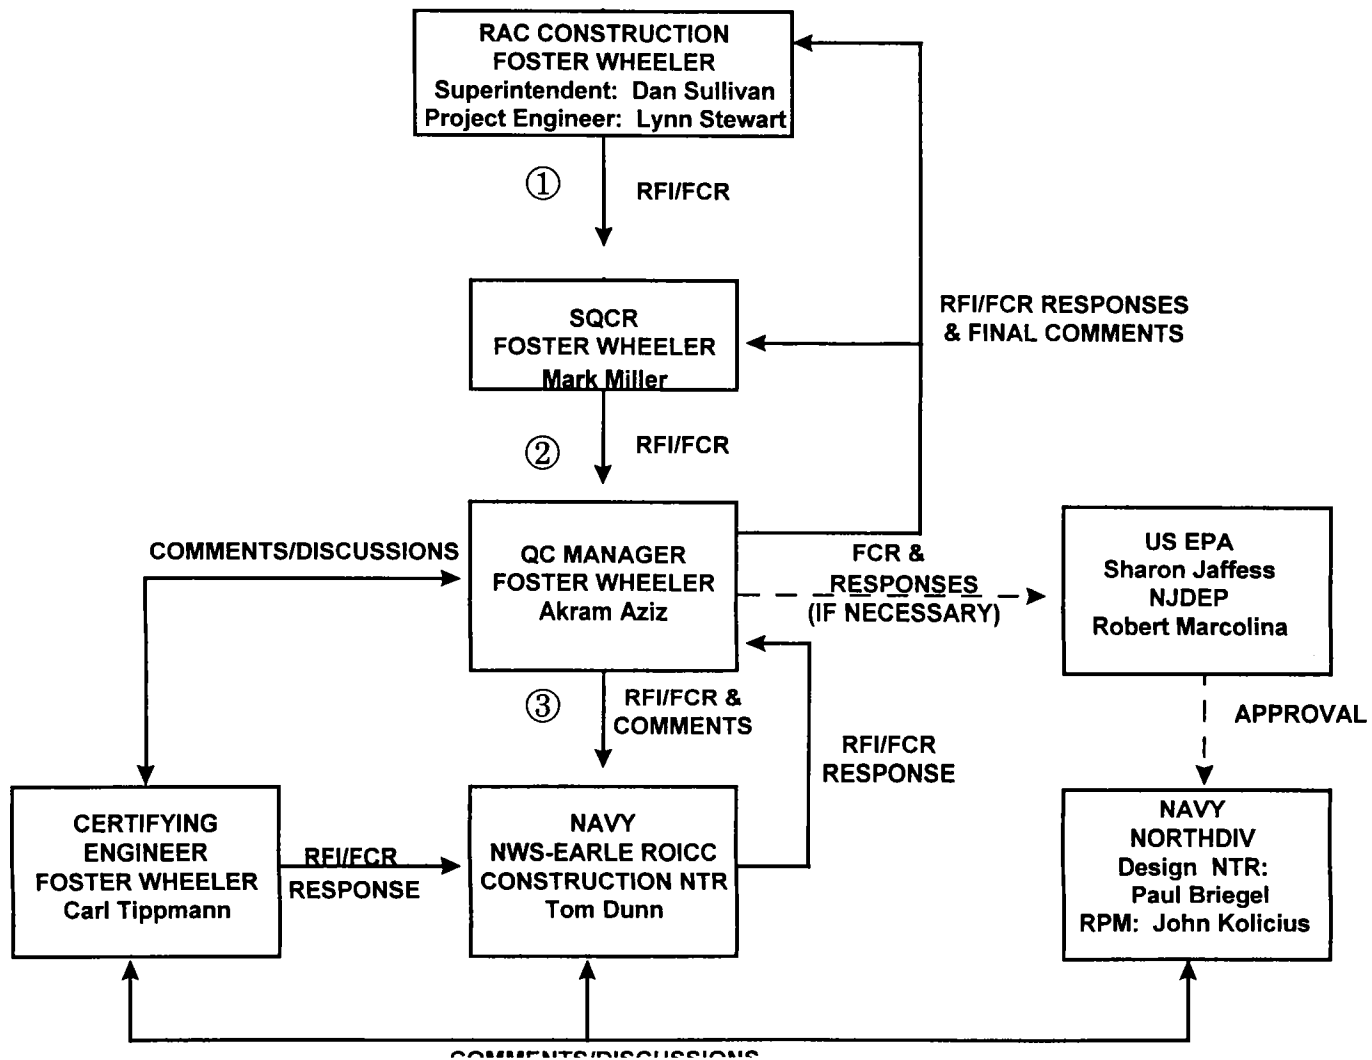 RAC CONSTRUCTION
FOSTER WHEELER
Superintendent: Dan Sullivan
Project Engineer: Lynn Stewart
① RFI/FCR
SQCR
FOSTER WHEELER
Mark Miller
RFI/FCR RESPONSES
& FINAL COMMENTS
② RFI/FCR
COMMENTS/DISCUSSIONS
QC MANAGER
FOSTER WHEELER
Akram Aziz
FCR &
RESPONSES
(IF NECESSARY)
US EPA
Sharon Jaffess
NJDEP
Robert Marcolina
③ RFI/FCR &
COMMENTS
RFI/FCR
RESPONSE
APPROVAL
CERTIFYING
ENGINEER
FOSTER WHEELER
Carl Tippmann
RFI/FCR
RESPONSE
NAVY
NWS-EARLE ROICC
CONSTRUCTION NTR
Tom Dunn
NAVY
NORTHDIV
Design NTR:
Paul Briegel
RPM: John Kolicius
COMMENTS/DISCUSSIONS